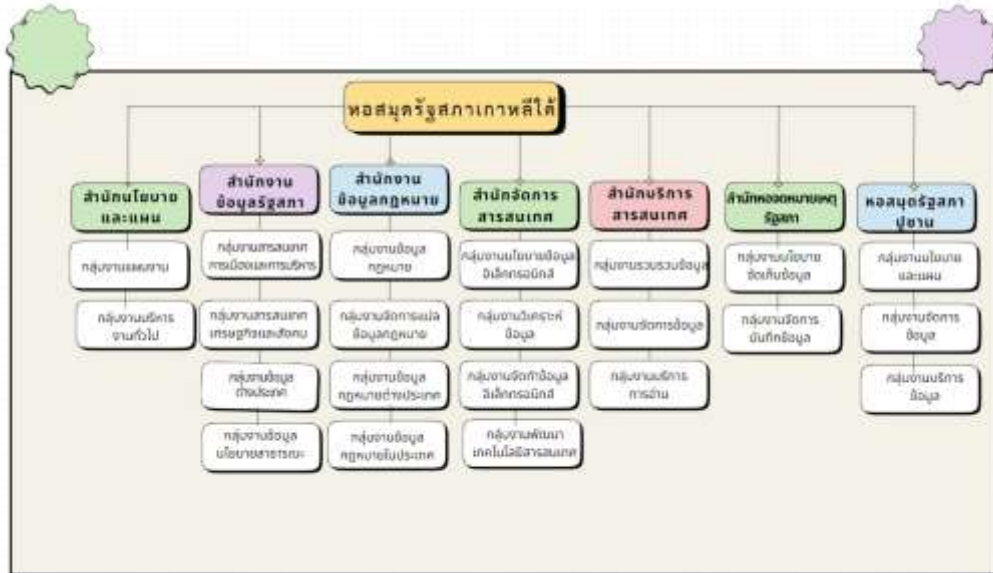 หอสมุดรัฐสภาเกาหลีใต้
สำนักนโยบาย
และแผน
กลุ่มงานแผนงาน
กลุ่มงานบริหาร
งานทั่วไป
สำนักงาน
ข้อมูลรัฐสภา
กลุ่มงานสารสนเทศ
การเมืองและการบริหาร
กลุ่มงานสารสนเทศ
เศรษฐกิจและสังคม
กลุ่มงานข้อมูล
ต่างประเทศ
กลุ่มงานข้อมูล
นโยบายสาธารณะ
สำนักงาน
ข้อมูลกฎหมาย
กลุ่มงานข้อมูล
กฎหมาย
กลุ่มงานจัดการแปล
ข้อมูลกฎหมาย
กลุ่มงานข้อมูล
กฎหมายต่างประเทศ
กลุ่มงานข้อมูล
กฎหมายในประเทศ
สำนักจัดการ
สารสนเทศ
กลุ่มงานนโยบายข้อมูล
อิเล็กทรอนิกส์
กลุ่มงานวิเคราะห์
ข้อมูล
กลุ่มงานจัดทำข้อมูล
อิเล็กทรอนิกส์
กลุ่มงานพัฒนา
เทคโนโลยีสารสนเทศ
สำนักบริการ
สารสนเทศ
กลุ่มงานรวบรวมข้อมูล
กลุ่มงานจัดการข้อมูล
กลุ่มงานบริการ
การอ่าน
สำนักหอจดหมายเหตุ
รัฐสภา
กลุ่มงานนโยบาย
จัดเก็บข้อมูล
กลุ่มงานจัดการ
บันทึกข้อมูล
หอสมุดรัฐสภา
ปูซาน
กลุ่มงานนโยบาย
และแผน
กลุ่มงานจัดการ
ข้อมูล
กลุ่มงานบริการ
ข้อมูล